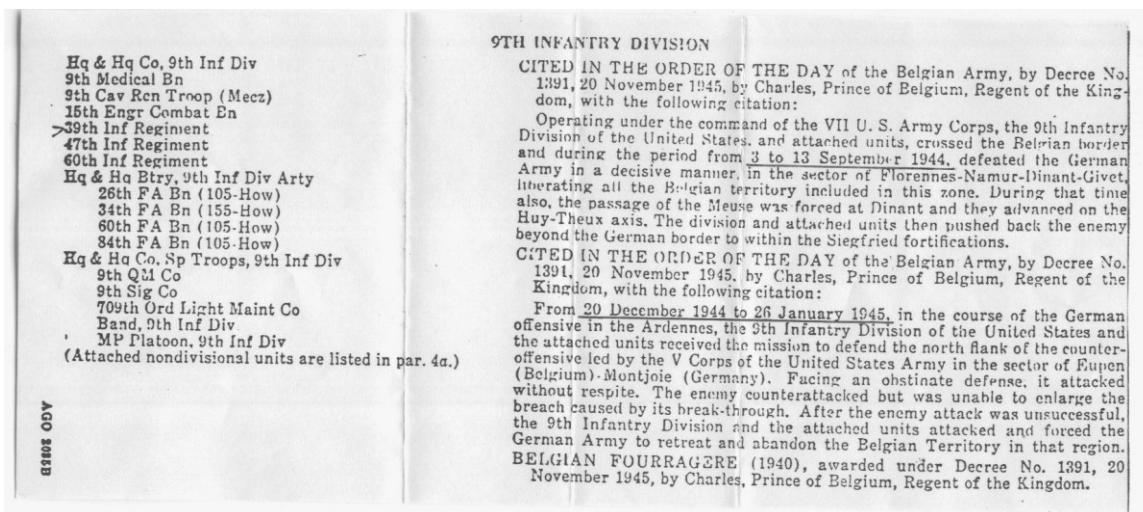 Hq & Hq Co, 9th Inf Div
9th Medical Bn
9th Cav Rcn Troop (Mecz)
15th Engr Combat Bn
>39th Inf Regiment
47th Inf Regiment
60th Inf Regiment
Hq & Hq Btry, 9th Inf Div Arty
26th FA Bn (105-How)
34th FA Bn (155-How)
60th FA Bn (105-How)
84th FA Bn (105-How)
Hq & Hq Co, Sp Troops, 9th Inf Div
9th QM Co
9th Sig Co
709th Ord Light Maint Co
Band, 9th Inf Div
MP Platoon, 9th Inf Div
(Attached nondivisional units are listed in par. 4a.)
AGO 2085B
9TH INFANTRY DIVISION
CITED IN THE ORDER OF THE DAY of the Belgian Army, by Decree No.
1391, 20 November 1945, by Charles, Prince of Belgium, Regent of the King-
dom, with the following citation:
Operating under the command of the VII U. S. Army Corps, the 9th Infantry
Division of the United States, and attached units, crossed the Belgian border
and during the period from 3 to 13 September 1944, defeated the German
Army in a decisive manner, in the sector of Florennes-Namur-Dinant-Givet,
liberating all the Belgian territory included in this zone. During that time
also, the passage of the Meuse was forced at Dinant and they advanced on the
Huy-Theux axis. The division and attached units then pushed back the enemy
beyond the German border to within the Siegfried fortifications.
CITED IN THE ORDER OF THE DAY of the Belgian Army, by Decree No.
1391, 20 November 1945, by Charles, Prince of Belgium, Regent of the
Kingdom, with the following citation:
From 20 December 1944 to 26 January 1945, in the course of the German
offensive in the Ardennes, the 9th Infantry Division of the United States and
the attached units received the mission to defend the north flank of the counter-
offensive led by the V Corps of the United States Army in the sector of Eupen
(Belgium)-Montjoie (Germany). Facing an obstinate defense, it attacked
without respite. The enemy counterattacked but was unable to enlarge the
breach caused by its break-through. After the enemy attack was unsuccessful,
the 9th Infantry Division and the attached units attacked and forced the
German Army to retreat and abandon the Belgian Territory in that region.
BELGIAN FOURRAGERE (1940), awarded under Decree No. 1391, 20
November 1945, by Charles, Prince of Belgium, Regent of the Kingdom.